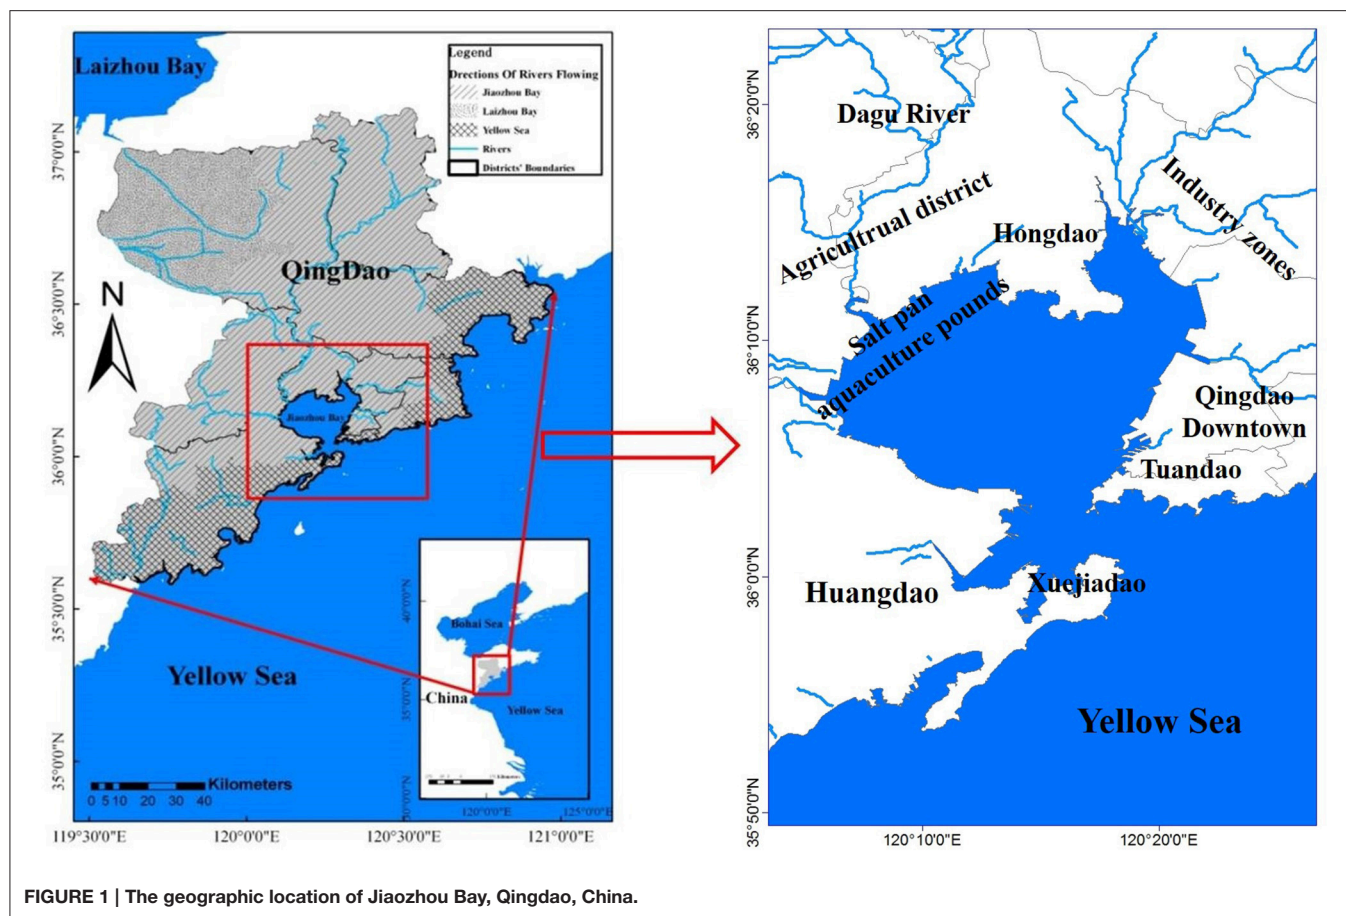 Laizhou Bay
Legend
Drections Of Rivers Flowing
Jiaozhou Bay
Laizhou Bay
Yellow Sea
Rivers
Districts' Boundaries
37°0'0"N
36°30'0"N
36°0'0"N
35°30'0"N
35°0'0"N
N
QingDao
Jiaozhou Bay
Yellow Sea
Kilometers
0 5 10 20 30 40
119°30'0"E
120°0'0"E
120°30'0"E
121°0'0"E
40°0'0"N
35°0'0"N
Bohai Sea
China
Yellow Sea
120°0'0"E
125°0'0"E
36°20'0"N
36°10'0"N
36°0'0"N
35°50'0"N
Dagu River
Agricultrual district
Hongdao
Industry zones
Salt pan
aquaculture pounds
Qingdao
Downtown
Tuandao
Huangdao
Xuejiadao
Yellow Sea
120°10'0"E
120°20'0"E
FIGURE 1 | The geographic location of Jiaozhou Bay, Qingdao, China.